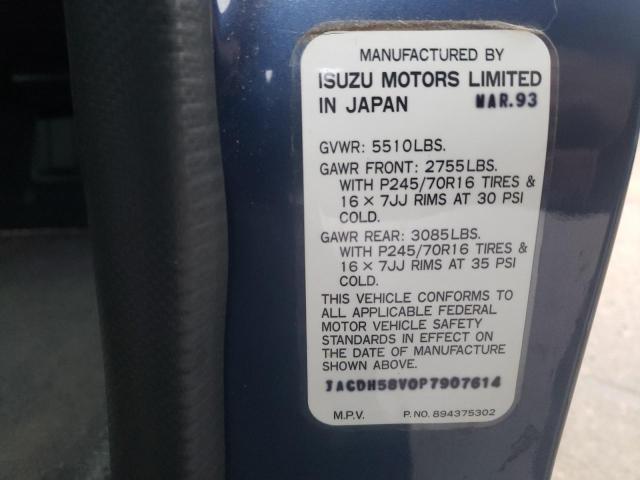 MANUFACTURED BY
ISUZU MOTORS LIMITED
IN JAPAN MAR.93
GVWR: 5510LBS.
GAWR FRONT: 2755LBS.
WITH P245/70R16 TIRES &
16 × 7JJ RIMS AT 30 PSI
COLD.
GAWR REAR: 3085LBS.
WITH P245/70R16 TIRES &
16 × 7JJ RIMS AT 35 PSI
COLD.
THIS VEHICLE CONFORMS TO
ALL APPLICABLE FEDERAL
MOTOR VEHICLE SAFETY
STANDARDS IN EFFECT ON
THE DATE OF MANUFACTURE
SHOWN ABOVE.
JACDH58V0P7907614
M.P.V. P. NO. 894375302